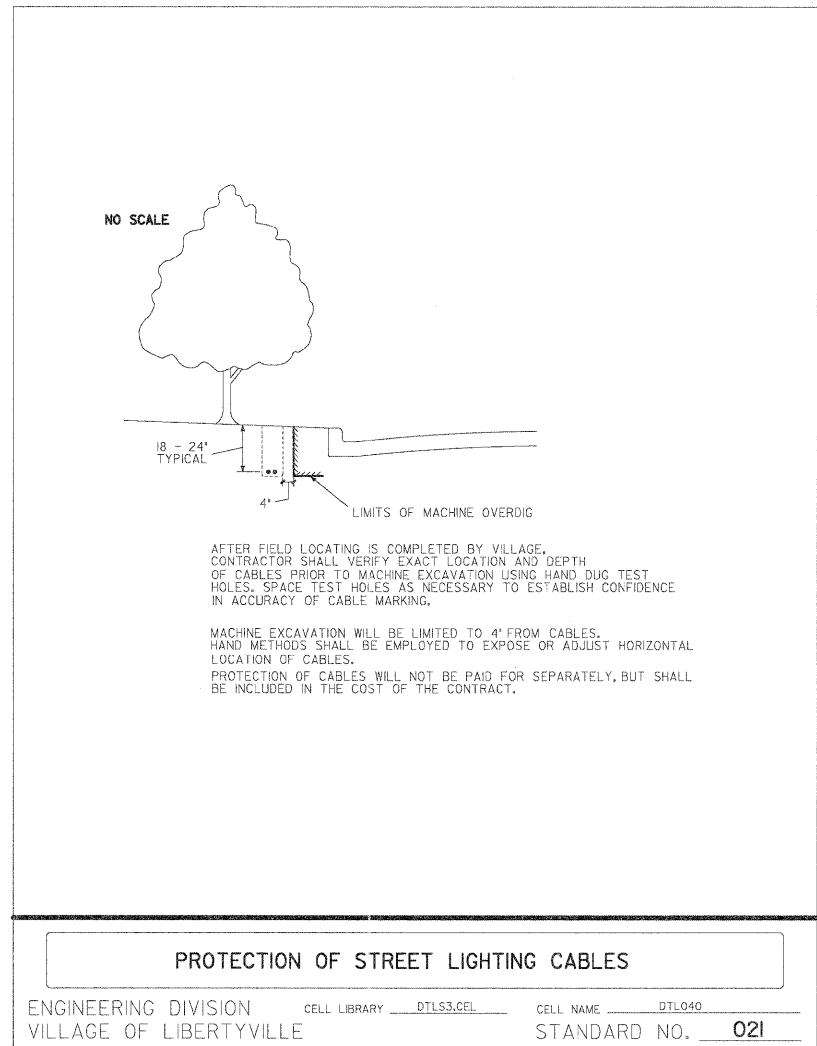 NO SCALE
18 - 24"
TYPICAL
4"
LIMITS OF MACHINE OVERDIG
AFTER FIELD LOCATING IS COMPLETED BY VILLAGE,
CONTRACTOR SHALL VERIFY EXACT LOCATION AND DEPTH
OF CABLES PRIOR TO MACHINE EXCAVATION USING HAND DUG TEST
HOLES. SPACE TEST HOLES AS NECESSARY TO ESTABLISH CONFIDENCE
IN ACCURACY OF CABLE MARKING.
MACHINE EXCAVATION WILL BE LIMITED TO 4" FROM CABLES.
HAND METHODS SHALL BE EMPLOYED TO EXPOSE OR ADJUST HORIZONTAL
LOCATION OF CABLES.
PROTECTION OF CABLES WILL NOT BE PAID FOR SEPARATELY, BUT SHALL
BE INCLUDED IN THE COST OF THE CONTRACT.
PROTECTION OF STREET LIGHTING CABLES
ENGINEERING DIVISION CELL LIBRARY DTLS3.CEL CELL NAME DTL040
VILLAGE OF LIBERTYVILLE STANDARD NO. 021